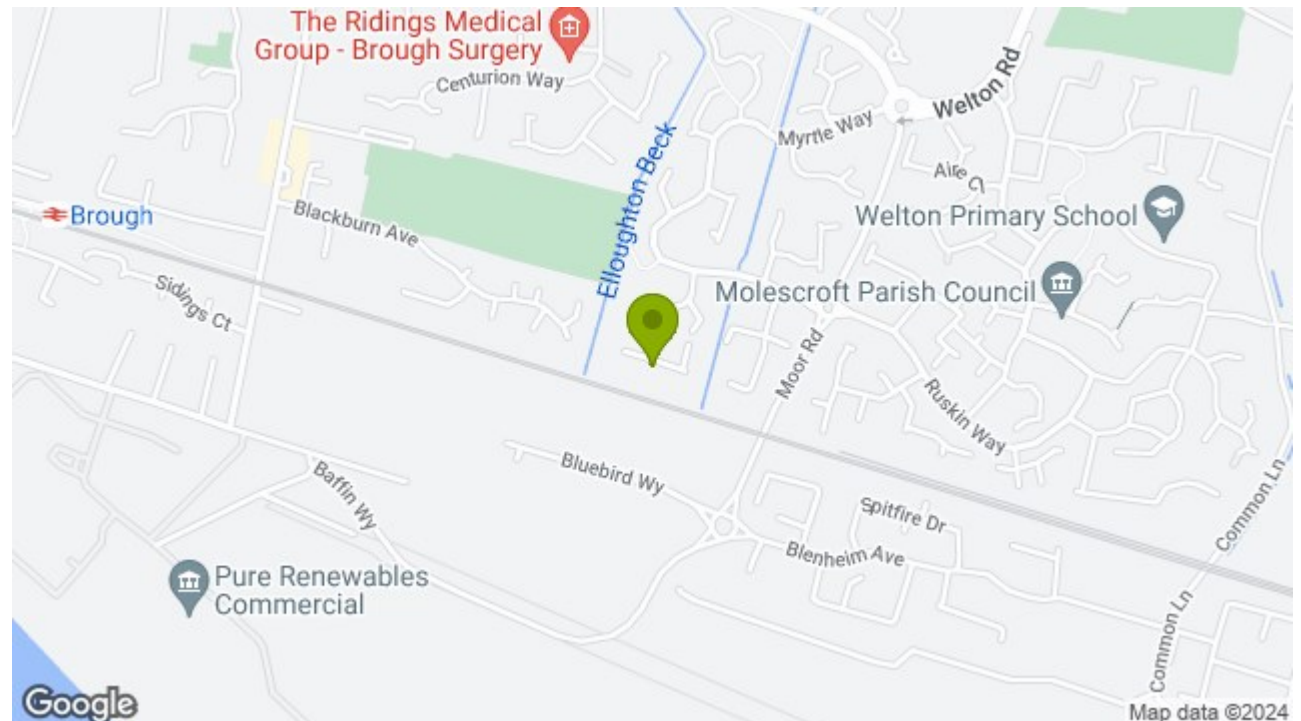 The Ridings Medical
Group - Brough Surgery
Centurion Way
Welton Rd
Myrtle Way
Elloughton Beck
Aire Ct
Brough
Blackburn Ave
Welton Primary School
Sidings Ct
Molescroft Parish Council
Moor Rd
Ruskin Way
Bluebird Wy
Baffin Wy
Spitfire Dr
Common Ln
Blenheim Ave
Pure Renewables
Commercial
Common Ln
Google
Map data ©2024